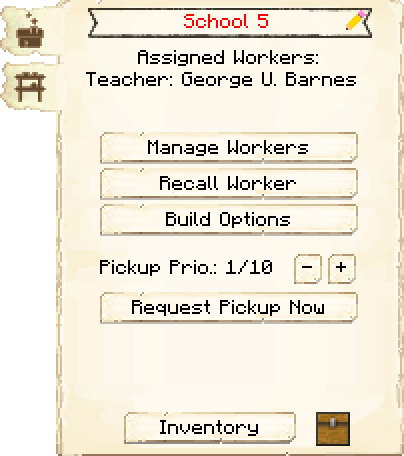 School 5
Assigned Workers:
Teacher: George U. Barnes
Manage Workers
Recall Worker
Build Options
Pickup Prio.: 1/10 - +
Request Pickup Now
Inventory